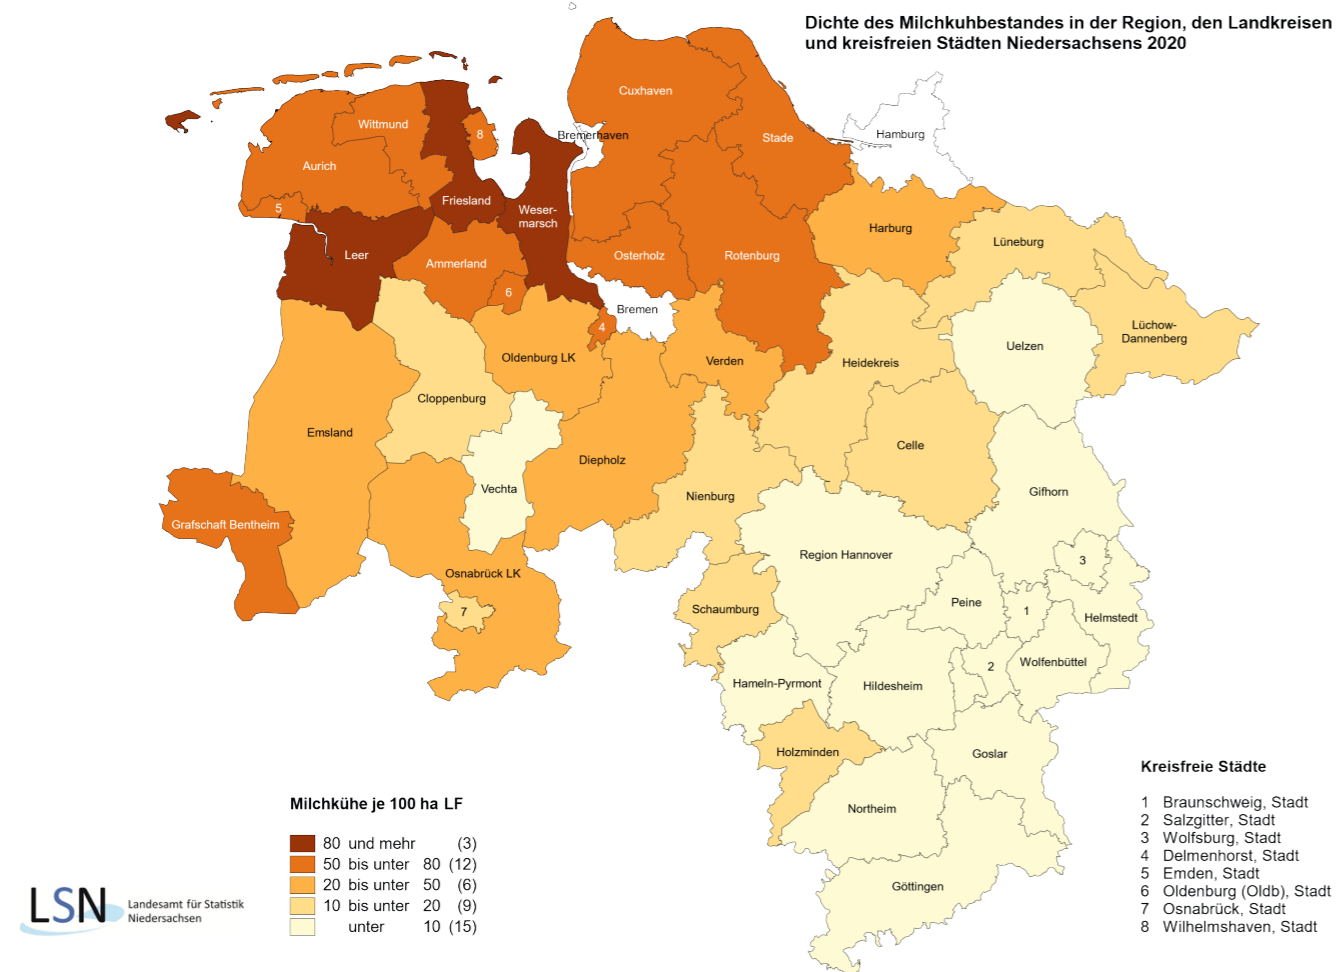 Dichte des Milchkuhbestandes in der Region, den Landkreisen
und kreisfreien Städten Niedersachsens 2020
Cuxhaven
Wittmund
8
Bremerhaven
Hamburg
Stade
Aurich
Friesland
5
Weser-
marsch
Harburg
Lüneburg
Leer
Ammerland
Osterholz
Rotenburg
6
Bremen
4
Lüchow-
Dannenberg
Uelzen
Oldenburg LK
Verden
Heidekreis
Cloppenburg
Emsland
Celle
Diepholz
Vechta
Nienburg
Gifhorn
Grafschaft Bentheim
Region Hannover
3
Osnabrück LK
Peine
7
Schaumburg
1
Helmstedt
2
Wolfenbüttel
Hameln-Pyrmont
Hildesheim
Holzminden
Goslar
Northeim
Göttingen
Milchkühe je 100 ha LF
80 und mehr (3)
50 bis unter 80 (12)
20 bis unter 50 (6)
10 bis unter 20 (9)
unter 10 (15)
Kreisfreie Städte
1 Braunschweig, Stadt
2 Salzgitter, Stadt
3 Wolfsburg, Stadt
4 Delmenhorst, Stadt
5 Emden, Stadt
6 Oldenburg (Oldb), Stadt
7 Osnabrück, Stadt
8 Wilhelmshaven, Stadt
LSN
Landesamt für Statistik
Niedersachsen